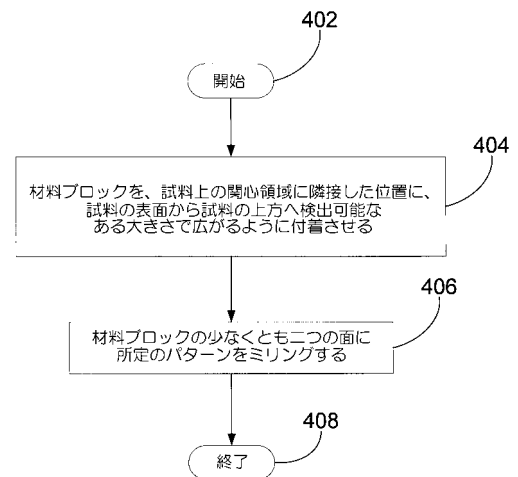 402
開始
404
材料ブロックを、試料上の関心領域に隣接した位置に、
試料の表面から試料の上方へ検出可能な
ある大きさで広がるように付着させる
406
材料ブロックの少なくとも二つの面に
所定のパターンをミリングする
408
終了